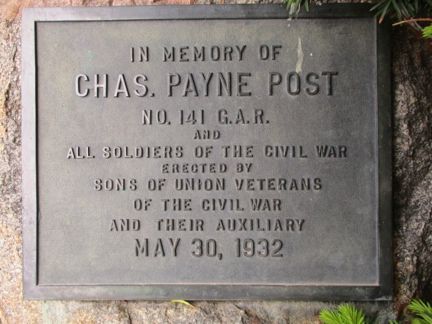 IN MEMORY OF
CHAS. PAYNE POST
NO. 141 G.A.R.
AND
ALL SOLDIERS OF THE CIVIL WAR
ERECTED BY
SONS OF UNION VETERANS
OF THE CIVIL WAR
AND THEIR AUXILIARY
MAY 30, 1932